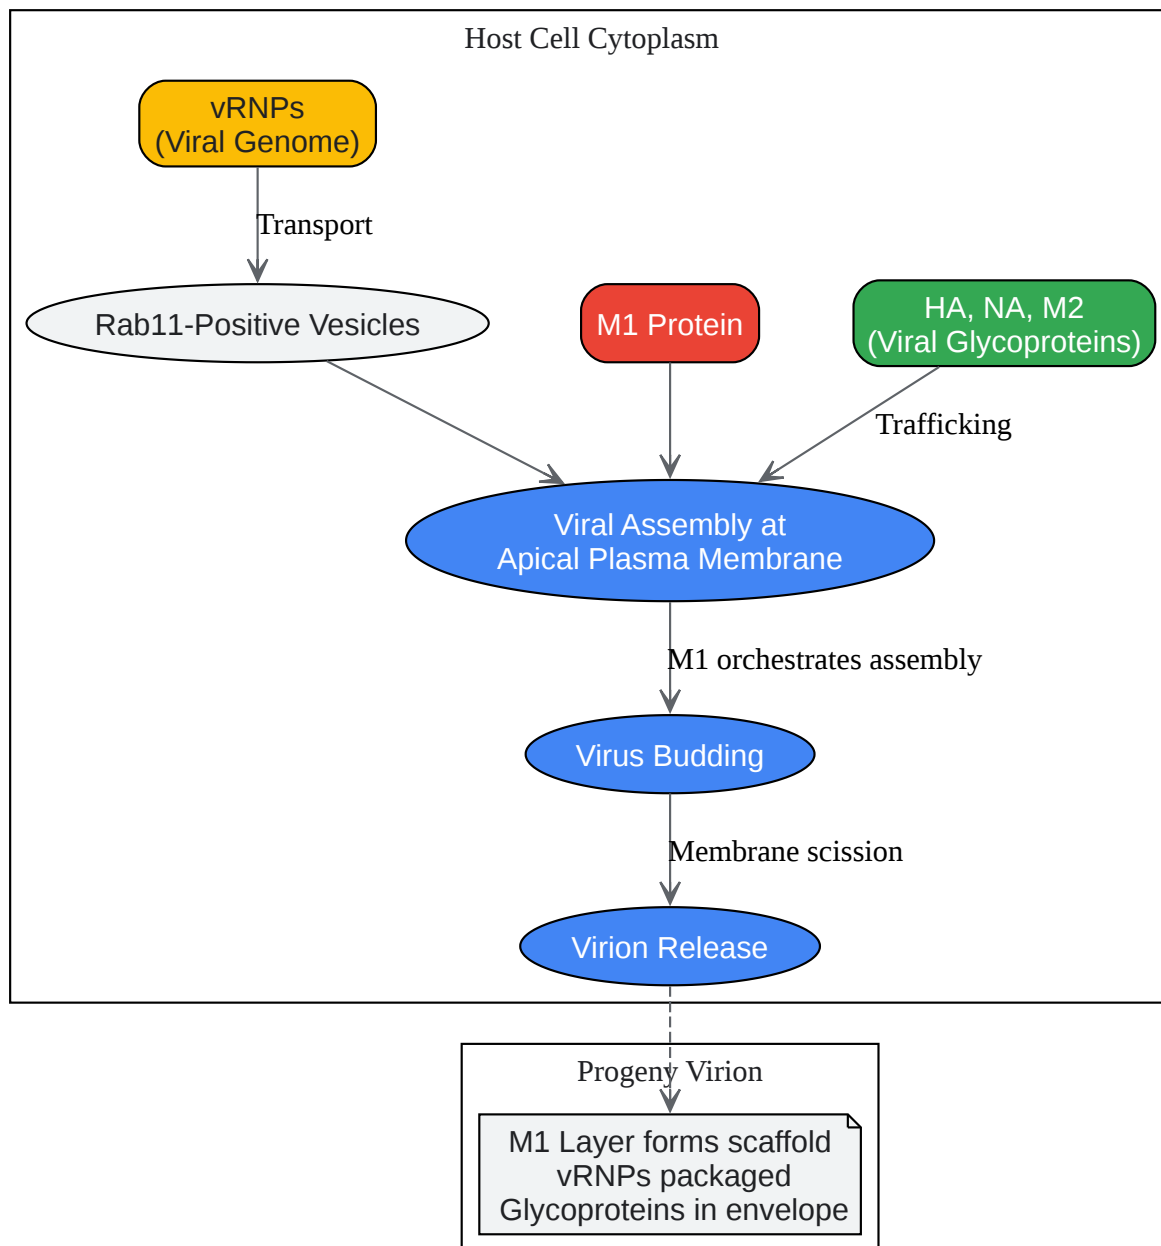 Host Cell Cytoplasm
vRNPs
(Viral Genome)
Transport
Rab11-Positive Vesicles
M1 Protein
HA, NA, M2
(Viral Glycoproteins)
Trafficking
Viral Assembly at
Apical Plasma Membrane
M1 orchestrates assembly
Virus Budding
Membrane scission
Virion Release
Progeny Virion
M1 Layer forms scaffold
vRNPs packaged
Glycoproteins in envelope